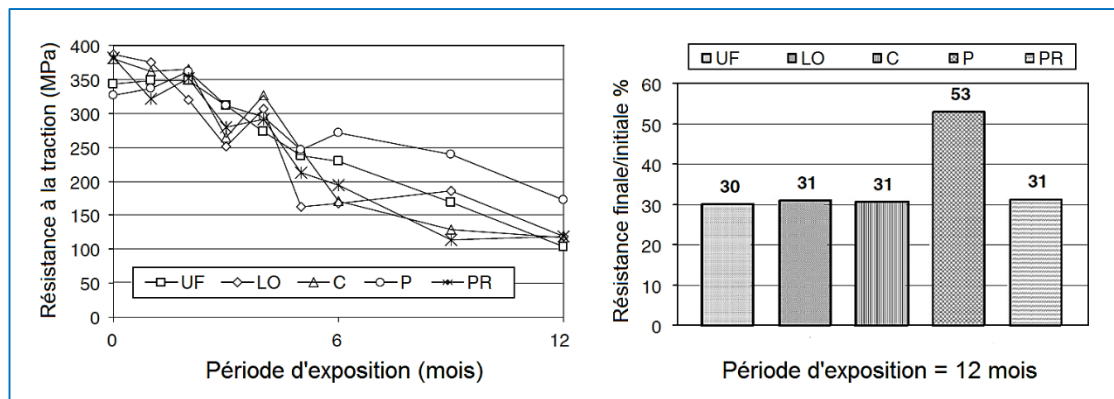 Résistance à la traction (MPa)
400
350
300
250
200
150
100
50
0
UF LO C P PR
0 6 12
Période d'exposition (mois)
UF LO C P PR
Résistance finale/initiale %
60
50
40
30
20
10
0
30 31 31 53 31
Période d'exposition = 12 mois